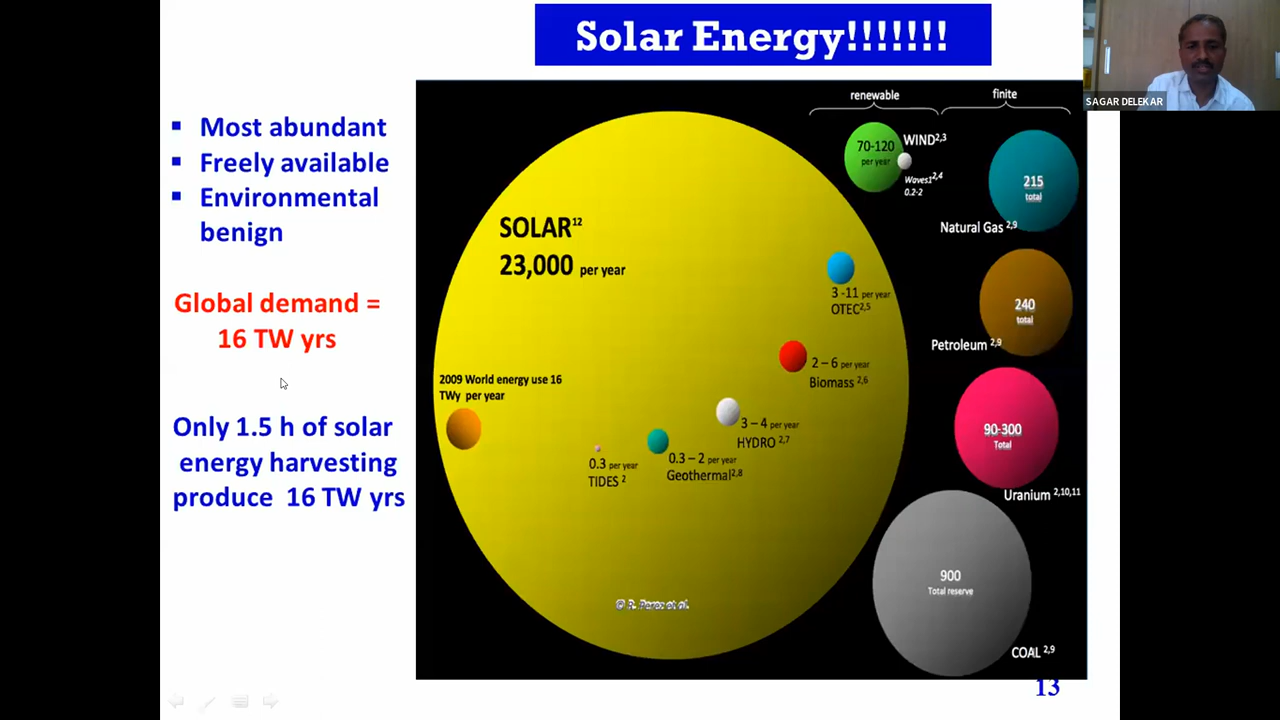 Solar Energy!!!!!!!
SAGAR DELEKAR
▪ Most abundant
▪ Freely available
▪ Environmental
benign
Global demand =
16 TW yrs
Only 1.5 h of solar
energy harvesting
produce 16 TW yrs
renewable
finite
SOLAR12
23,000 per year
2009 World energy use 16
TWy per year
0.3 per year
TIDES 2
0.3 – 2 per year
Geothermal2,8
3 – 4 per year
HYDRO 2,7
2 – 6 per year
Biomass 2,6
3 -11 per year
OTEC2,5
70-120
per year
WIND2,3
Waves12,4
0.2-2
215
total
Natural Gas 2,9
240
total
Petroleum 2,9
90-300
Total
Uranium 2,10,11
900
Total reserve
COAL 2,9
© R. Perez et al.
13